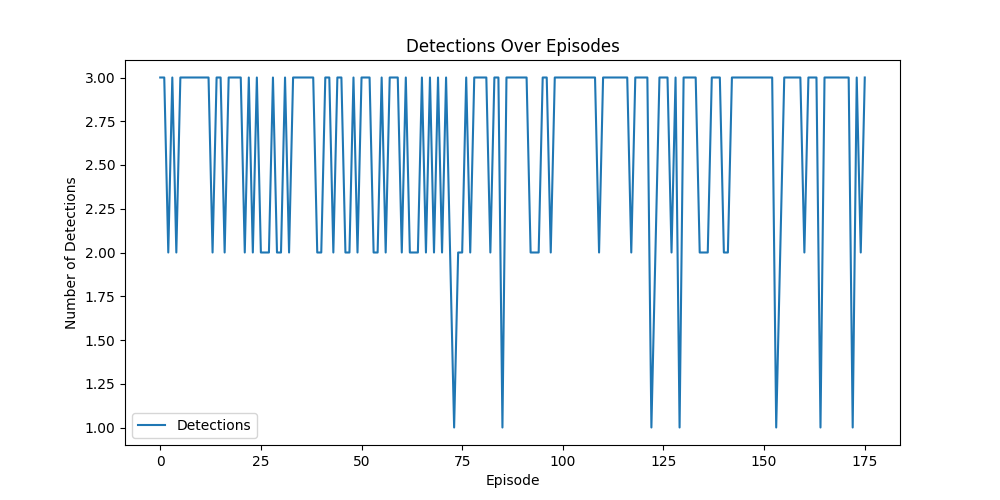 Detections Over Episodes
Number of Detections
3.00
2.75
2.50
2.25
2.00
1.75
1.50
1.25
1.00
Detections
0 25 50 75 100 125 150 175
Episode